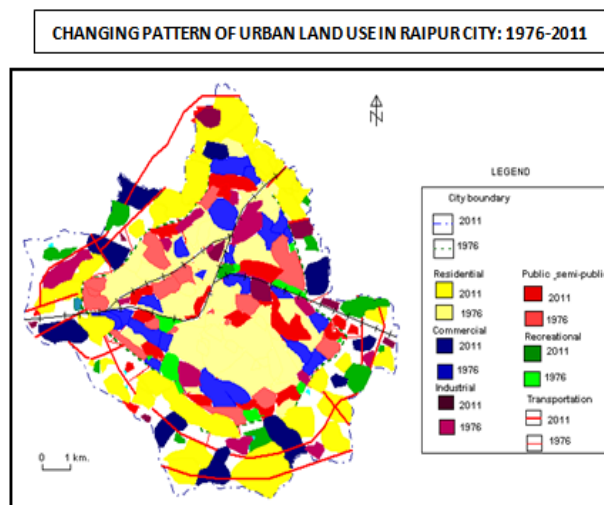 CHANGING PATTERN OF URBAN LAND USE IN RAIPUR CITY: 1976-2011
N
LEGEND
City boundary
2011
1976
Residential
2011
1976
Commercial
2011
1976
Industrial
2011
1976
Public ,semi-public
2011
1976
Recreational
2011
1976
Transportation
2011
1976
0 1 km.